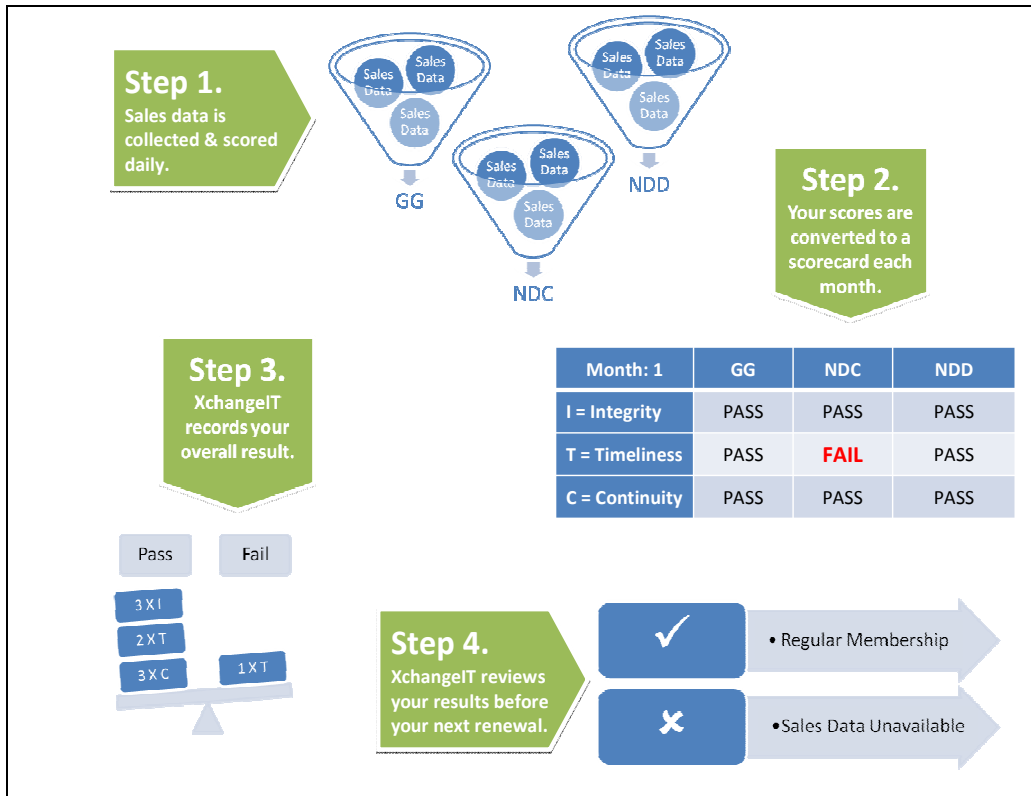 Step 1.
Sales data is
collected & scored
daily.
Sales
Data
Sales
Data
Sales
Data
GG
Sales
Data
Sales
Data
Sales
Data
NDC
Sales
Data
Sales
Data
Sales
Data
NDD
Step 2.
Your scores are
converted to a
scorecard each
month.
Month: 1 GG NDC NDD
I = Integrity PASS PASS PASS
T = Timeliness PASS FAIL PASS
C = Continuity PASS PASS PASS
Step 3.
XchangeIT
records your
overall result.
Pass Fail
3 X I
2 X T
3 X C 1 X T
Step 4.
XchangeIT reviews
your results before
your next renewal.
• Regular Membership
•Sales Data Unavailable